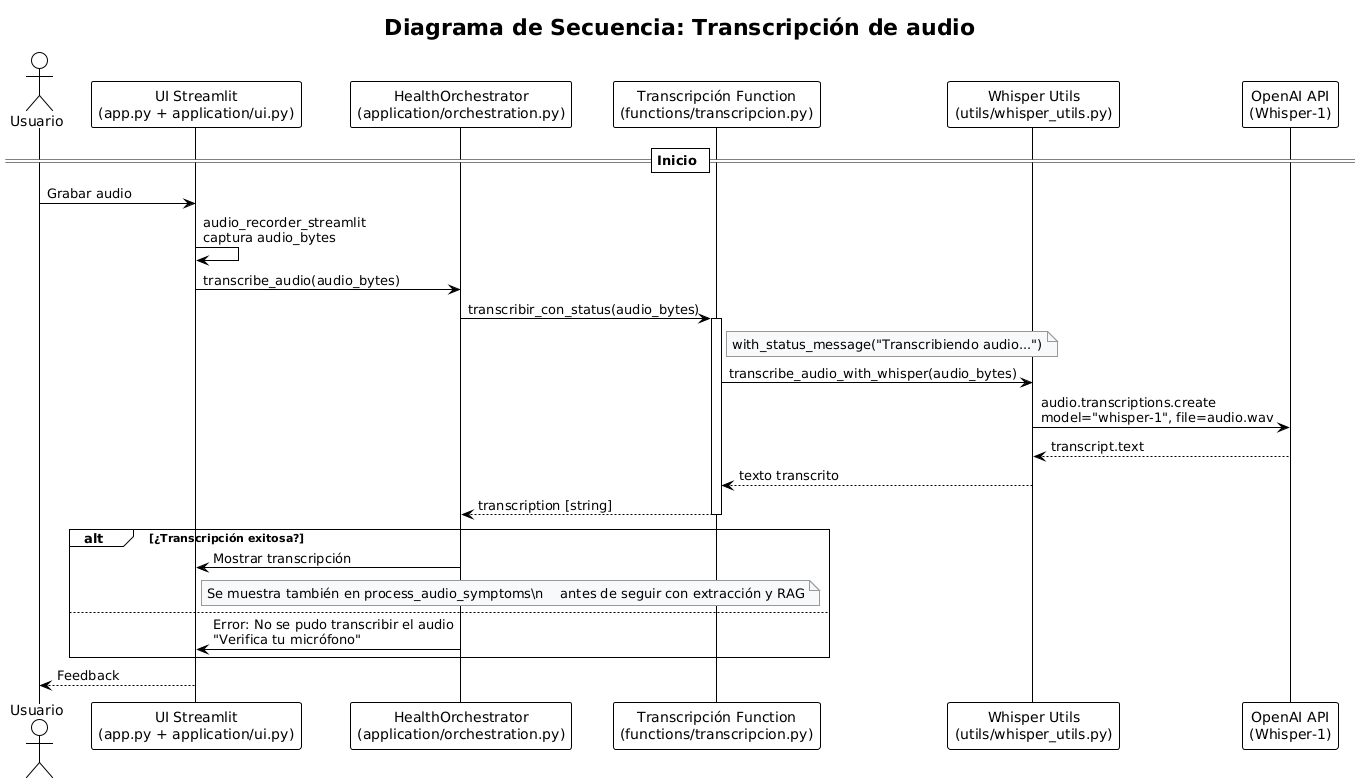 Diagrama de Secuencia: Transcripción de audio
Usuario
UI Streamlit
(app.py + application/ui.py)
HealthOrchestrator
(application/orchestration.py)
Transcripción Function
(functions/transcripcion.py)
Whisper Utils
(utils/whisper_utils.py)
OpenAI API
(Whisper-1)
Inicio
Grabar audio
audio_recorder_streamlit
captura audio_bytes
transcribe_audio(audio_bytes)
transcribir_con_status(audio_bytes)
with_status_message("Transcribiendo audio...")
transcribe_audio_with_whisper(audio_bytes)
audio.transcriptions.create
model="whisper-1", file=audio.wav
transcript.text
texto transcrito
transcription [string]
alt [¿Transcripción exitosa?]
Mostrar transcripción
Se muestra también en process_audio_symptoms\n    antes de seguir con extracción y RAG
Error: No se pudo transcribir el audio
"Verifica tu micrófono"
Feedback
Usuario
UI Streamlit
(app.py + application/ui.py)
HealthOrchestrator
(application/orchestration.py)
Transcripción Function
(functions/transcripcion.py)
Whisper Utils
(utils/whisper_utils.py)
OpenAI API
(Whisper-1)